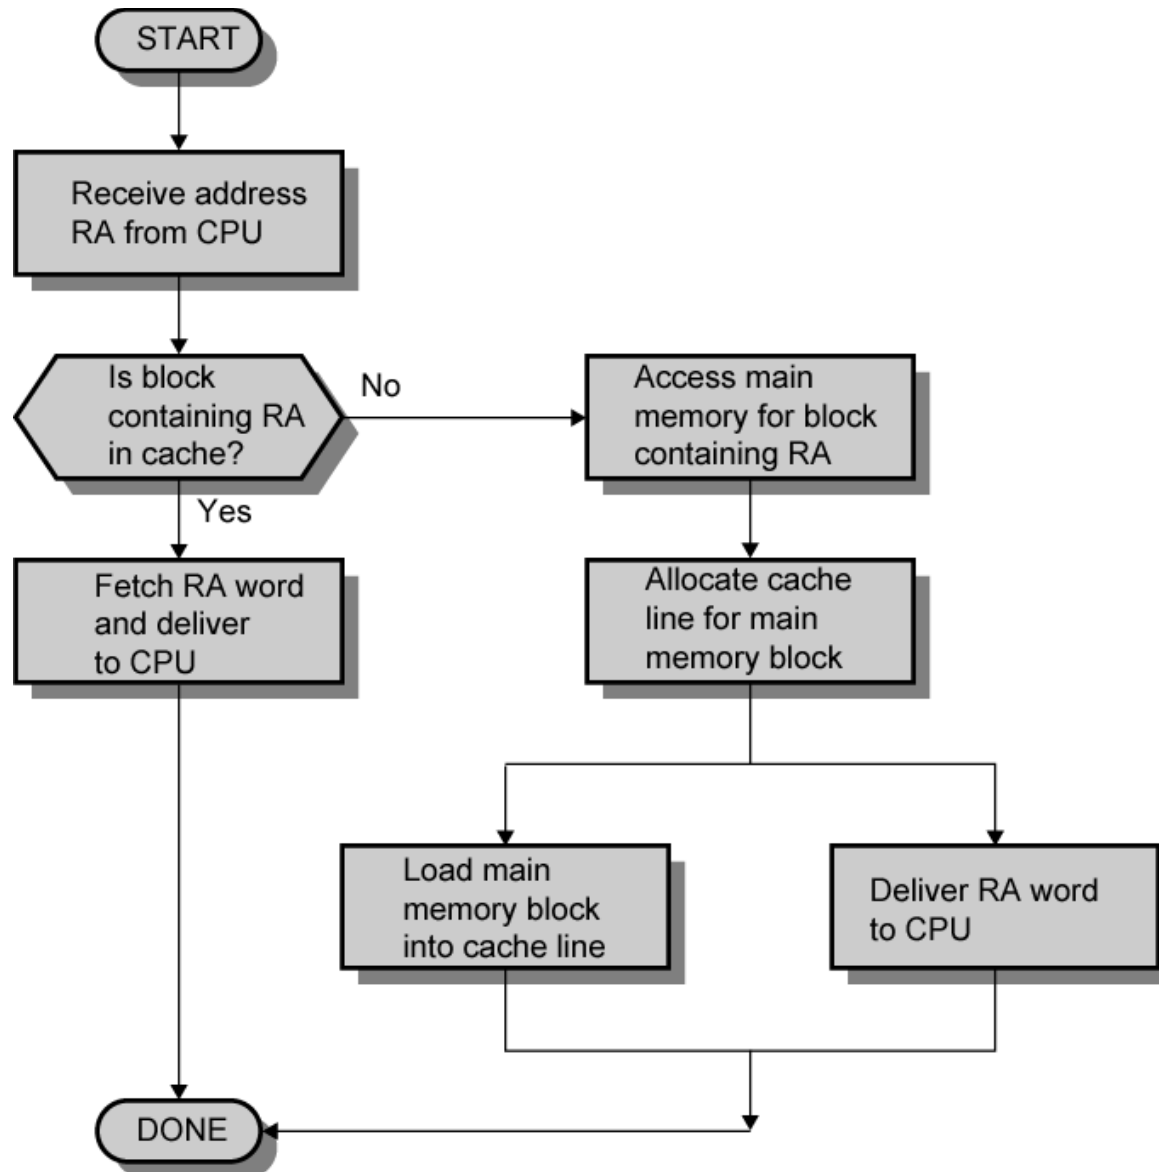 START
Receive address
RA from CPU
Is block
containing RA
in cache?
No
Access main
memory for block
containing RA
Yes
Fetch RA word
and deliver
to CPU
Allocate cache
line for main
memory block
Load main
memory block
into cache line
Deliver RA word
to CPU
DONE